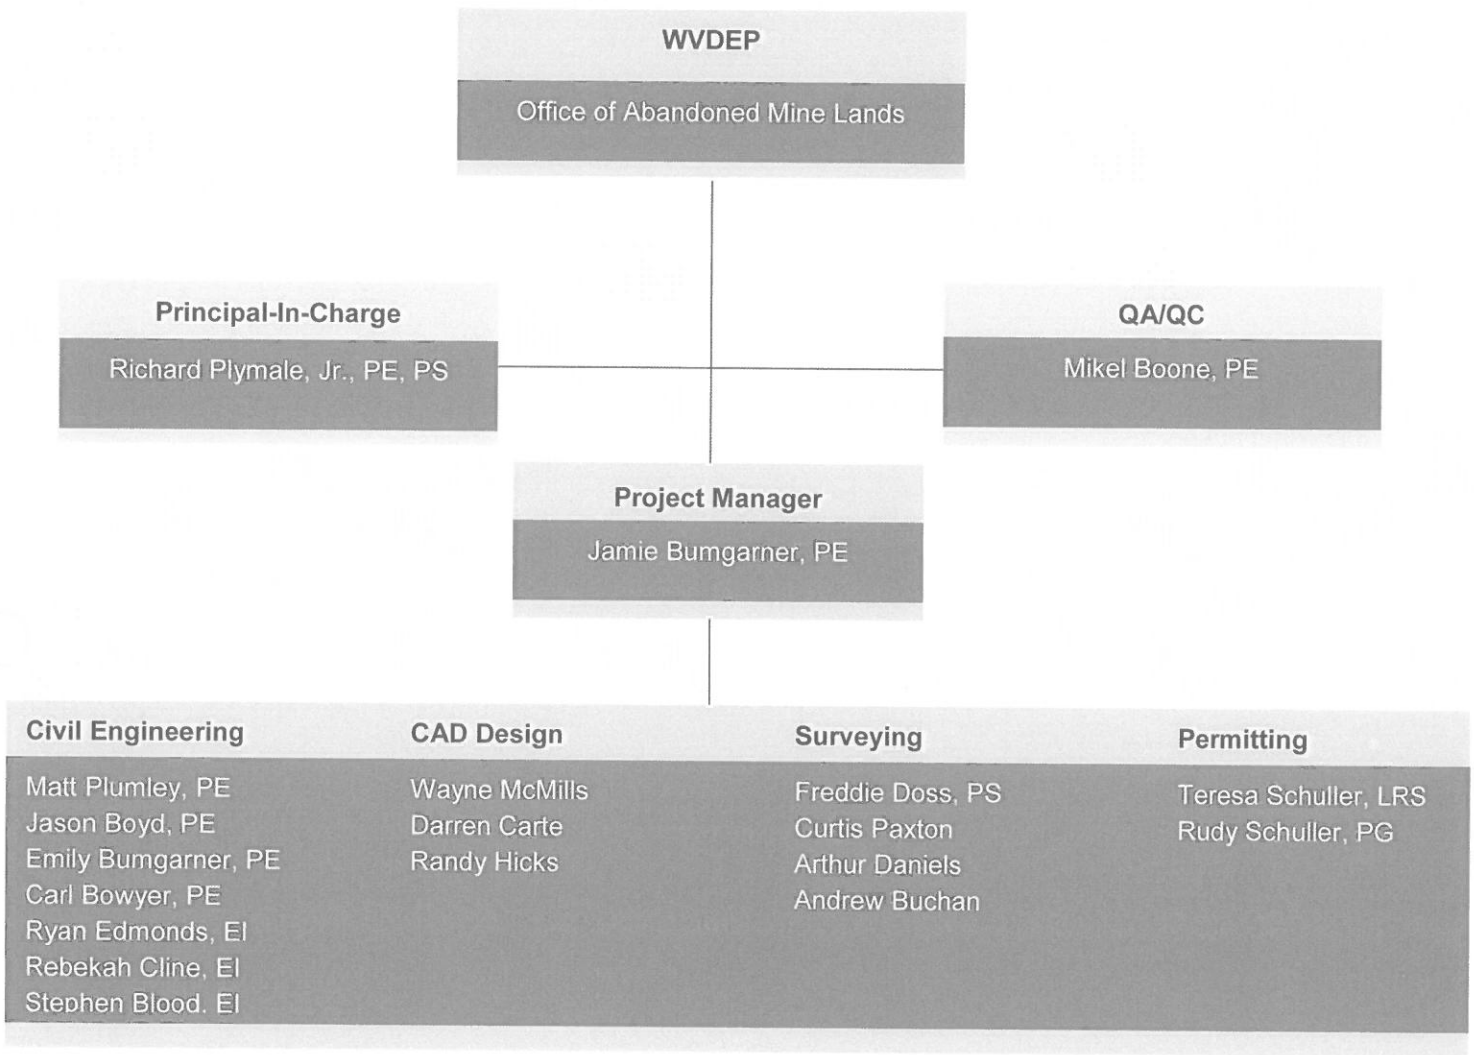 WVDEP
Office of Abandoned Mine Lands
Principal-In-Charge
Richard Plymale, Jr., PE, PS
QA/QC
Mikel Boone, PE
Project Manager
Jamie Bumgarner, PE
Civil Engineering
Matt Plumley, PE
Jason Boyd, PE
Emily Bumgarner, PE
Carl Bowyer, PE
Ryan Edmonds, EI
Rebekah Cline, EI
Stephen Blood, EI
CAD Design
Wayne McMills
Darren Carte
Randy Hicks
Surveying
Freddie Doss, PS
Curtis Paxton
Arthur Daniels
Andrew Buchan
Permitting
Teresa Schuller, LRS
Rudy Schuller, PG